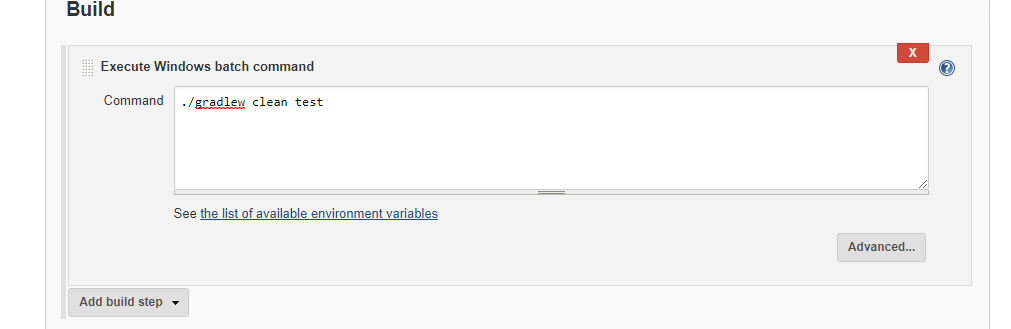 Build
X
Execute Windows batch command
?
Command
./gradlew clean test
See the list of available environment variables
Advanced...
Add build step